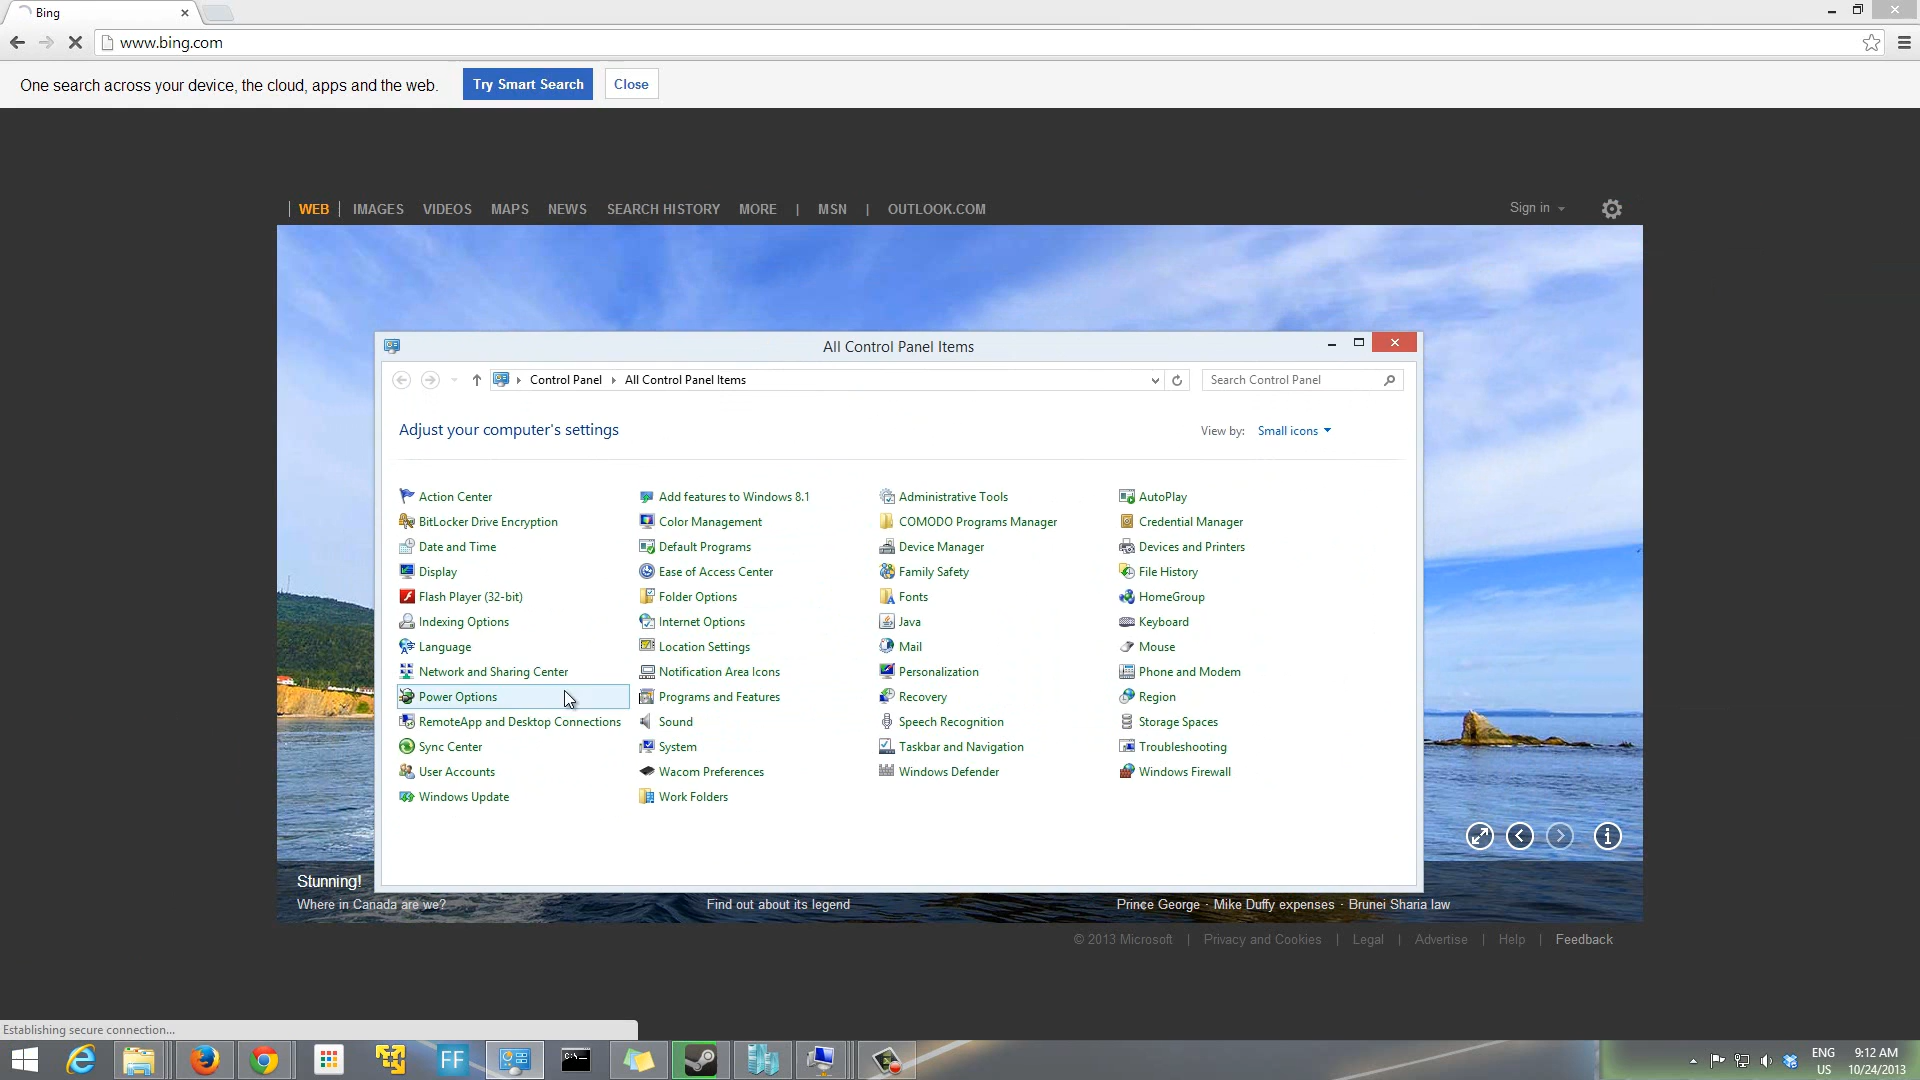 Bing
www.bing.com
One search across your device, the cloud, apps and the web. Try Smart Search Close
WEB | IMAGES VIDEOS MAPS NEWS SEARCH HISTORY MORE | MSN | OUTLOOK.COM Sign in
All Control Panel Items
Control Panel All Control Panel Items Search Control Panel
Adjust your computer's settings View by: Small icons
Action Center Add features to Windows 8.1 Administrative Tools AutoPlay
BitLocker Drive Encryption Color Management COMODO Programs Manager Credential Manager
Date and Time Default Programs Device Manager Devices and Printers
Display Ease of Access Center Family Safety File History
Flash Player (32-bit) Folder Options Fonts HomeGroup
Indexing Options Internet Options Java Keyboard
Language Location Settings Mail Mouse
Network and Sharing Center Notification Area Icons Personalization Phone and Modem
Power Options Programs and Features Recovery Region
RemoteApp and Desktop Connections Sound Speech Recognition Storage Spaces
Sync Center System Taskbar and Navigation Troubleshooting
User Accounts Wacom Preferences Windows Defender Windows Firewall
Windows Update Work Folders
Stunning!
Where in Canada are we? Find out about its legend Prince George · Mike Duffy expenses · Brunei Sharia law
© 2013 Microsoft | Privacy and Cookies | Legal | Advertise | Help | Feedback
Establishing secure connection...
FF C:\ ENG 9:12 AM
US 10/24/2013